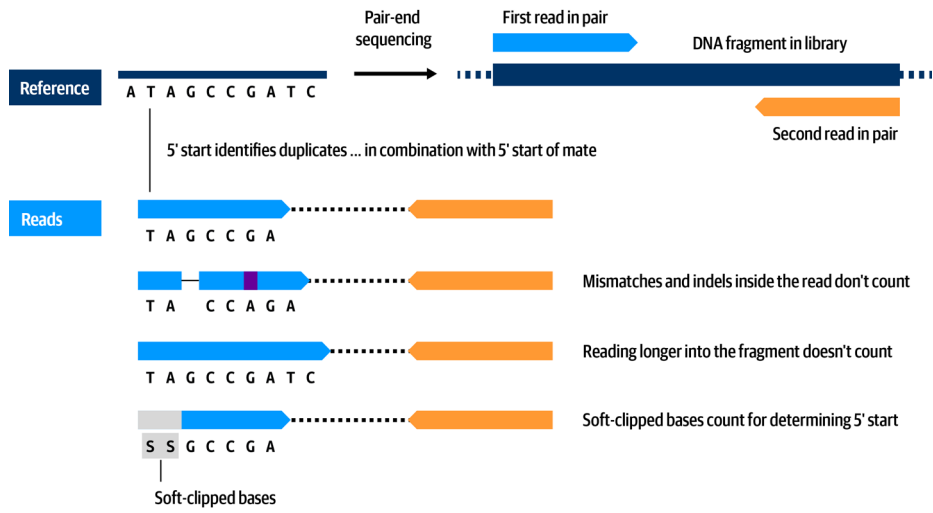 Pair-end
sequencing
First read in pair
DNA fragment in library
Reference
A T A G C C G A T C
Second read in pair
5' start identifies duplicates ... in combination with 5' start of mate
Reads
T A G C C G A
Mismatches and indels inside the read don't count
T A C C A G A
Reading longer into the fragment doesn't count
T A G C C G A T C
Soft-clipped bases count for determining 5' start
S S G C C G A
Soft-clipped bases